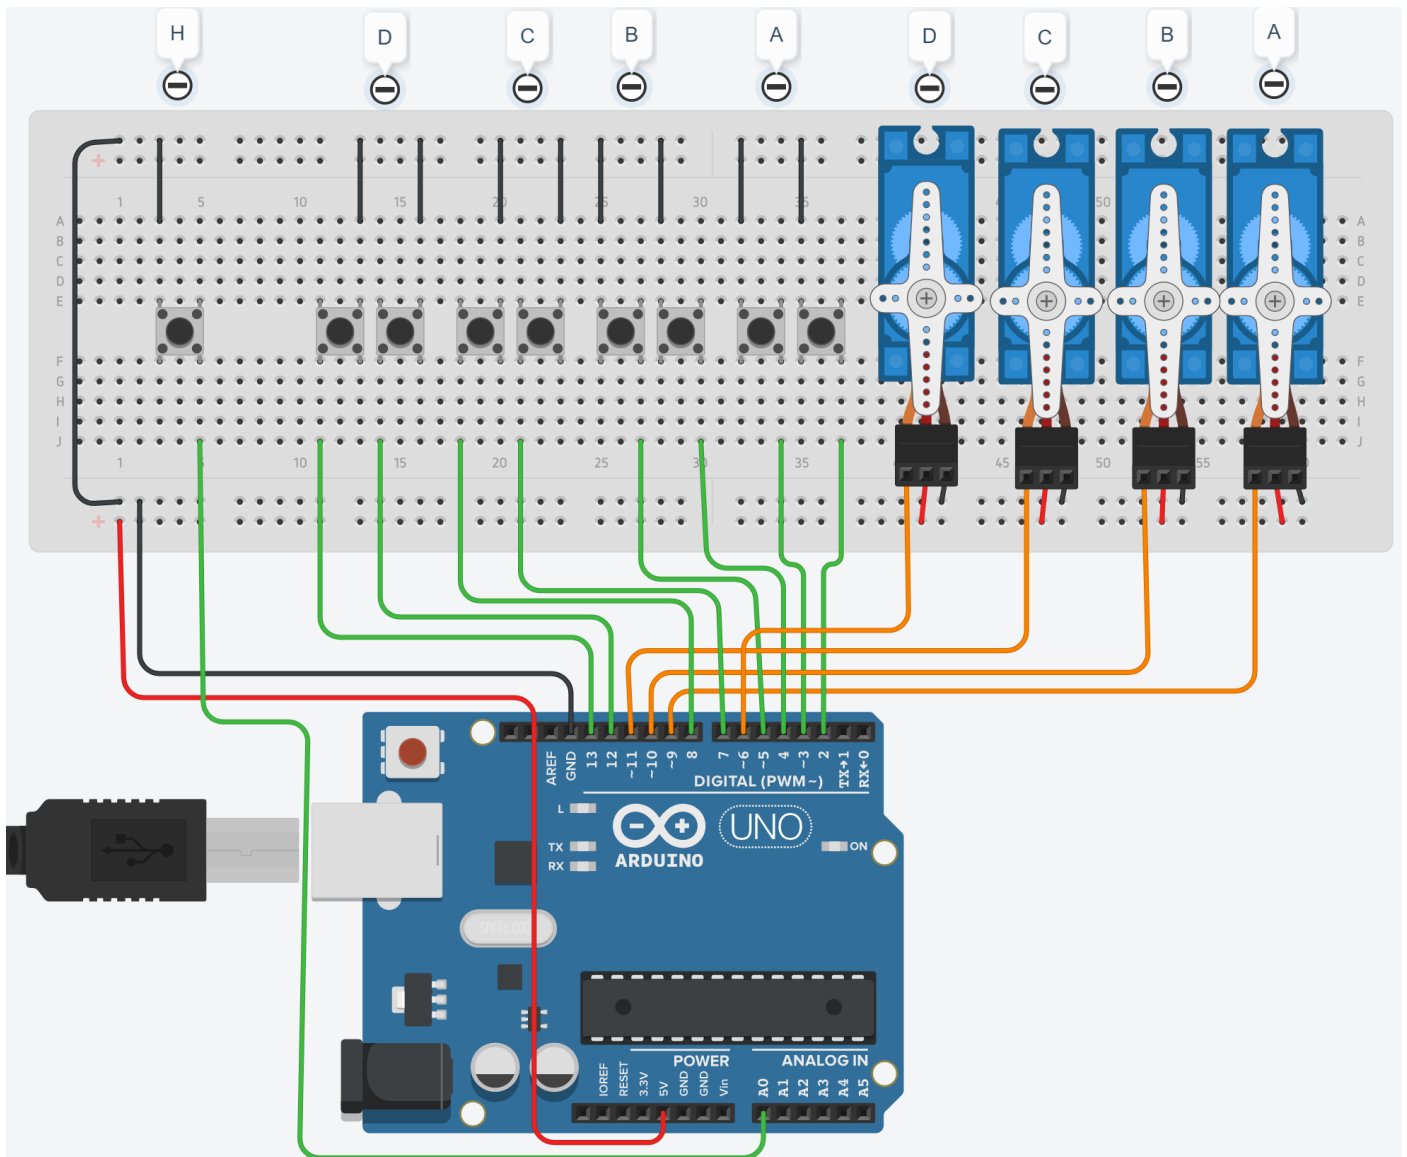 H D C B A D C B A
+
1 5 10 15 20 25 30 35 50
A A
B B
C C
D D
E E
F F
G G
H H
I I
J J
1 5 10 15 20 25 30 35 45 50 55
+
AREF GND 13 12 ~11 ~10 ~9 8 7 ~6 ~5 4 ~3 2 TX→1 RX←0
DIGITAL (PWM~)
L
UNO
TX
RX
ARDUINO
ON
POWER ANALOG IN
IOREF RESET 3.3V 5V GND GND Vin A0 A1 A2 A3 A4 A5